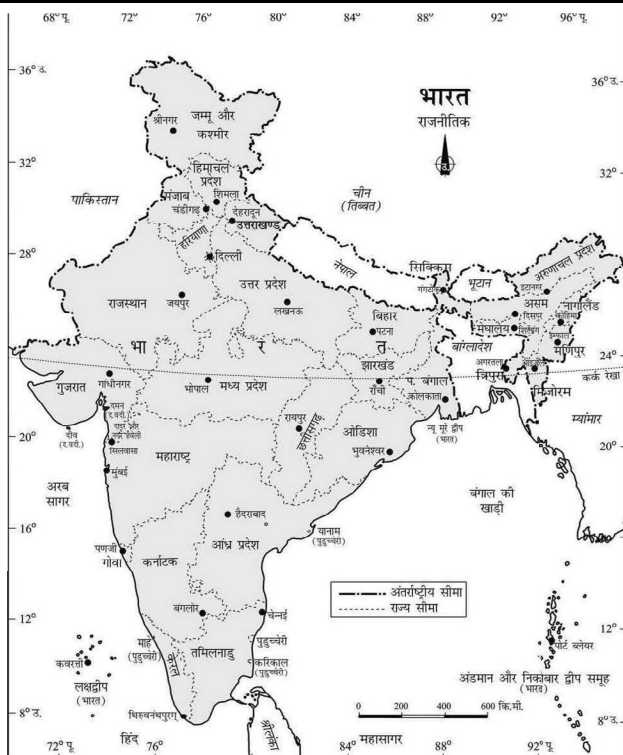 68° पू.
72°
76°
80°
84°
88°
92°
96° पू.
36° उ.
36° उ.
भारत
राजनीतिक
उ.
जम्मू और
कश्मीर
श्रीनगर
32°
32°
हिमाचल
प्रदेश
शिमला
पंजाब
चंडीगढ़
पाकिस्तान
चीन
(तिब्बत)
देहरादून
उत्तराखण्ड
हरियाणा
दिल्ली
28°
नेपाल
सिक्किम
गंगटोक
भूटान
अरुणाचल प्रदेश
इटानगर
राजस्थान
जयपुर
उत्तर प्रदेश
लखनऊ
बिहार
पटना
असम
दिसपुर
नागालैंड
कोहिमा
मेघालय
शिलाँग
इम्फाल
मणिपुर
भा
र
त
बांग्लादेश
24°
24°
झारखंड
राँची
अगरतला
त्रिपुरा
आइजोल
मिजोरम
कर्क रेखा
गुजरात
गांधीनगर
भोपाल
मध्य प्रदेश
प. बंगाल
कोलकाता
म्यांमार
दमन
दीव
दादर और
नगर हवेली
सिलवासा
रायपुर
छत्तीसगढ़
ओडिशा
भुवनेश्वर
न्यू मूरे द्वीप
(भारत)
20°
20°
महाराष्ट्र
मुंबई
अरब
सागर
बंगाल की
खाड़ी
हैदराबाद
आंध्र प्रदेश
यानाम
(पुडुच्चेरी)
16°
16°
पणजी
गोवा
कर्नाटक
अंतर्राष्ट्रीय सीमा
राज्य सीमा
12°
12°
बंगलोर
चेन्नई
माहे
(पुडुच्चेरी)
केरल
तमिलनाडु
पुडुच्चेरी
करिकाल
(पुडुच्चेरी)
कवरत्ती
लक्षद्वीप
(भारत)
पोर्ट ब्लेयर
अंडमान और निकोबार द्वीप समूह
(भारत)
8° उ.
8° उ.
थिरुवनंथपुरम्
श्रीलंका
0 200 400 600 कि.मी.
हिंद
महासागर
72° पू.
76°
80°
84°
88°
92° पू.